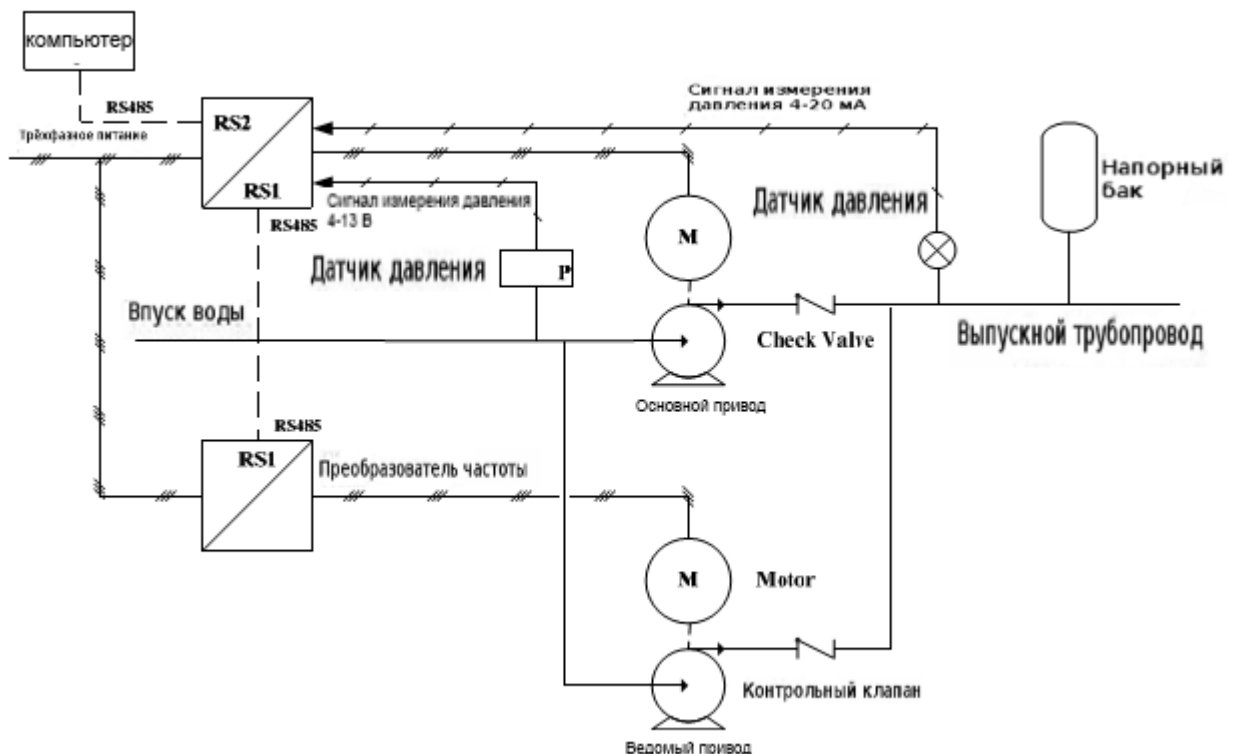 компьютер
RS485
Трёхфазное питание
RS2
RS1
RS485
Сигнал измерения
давления 4-20 мА
Сигнал измерения давления
4-13 В
Датчик давления
P
M
Датчик давления
Напорный
бак
Впуск воды
Check Valve
Выпускной трубопровод
Основной привод
RS485
RS1
Преобразователь частоты
M
Motor
Контрольный клапан
Ведомый привод